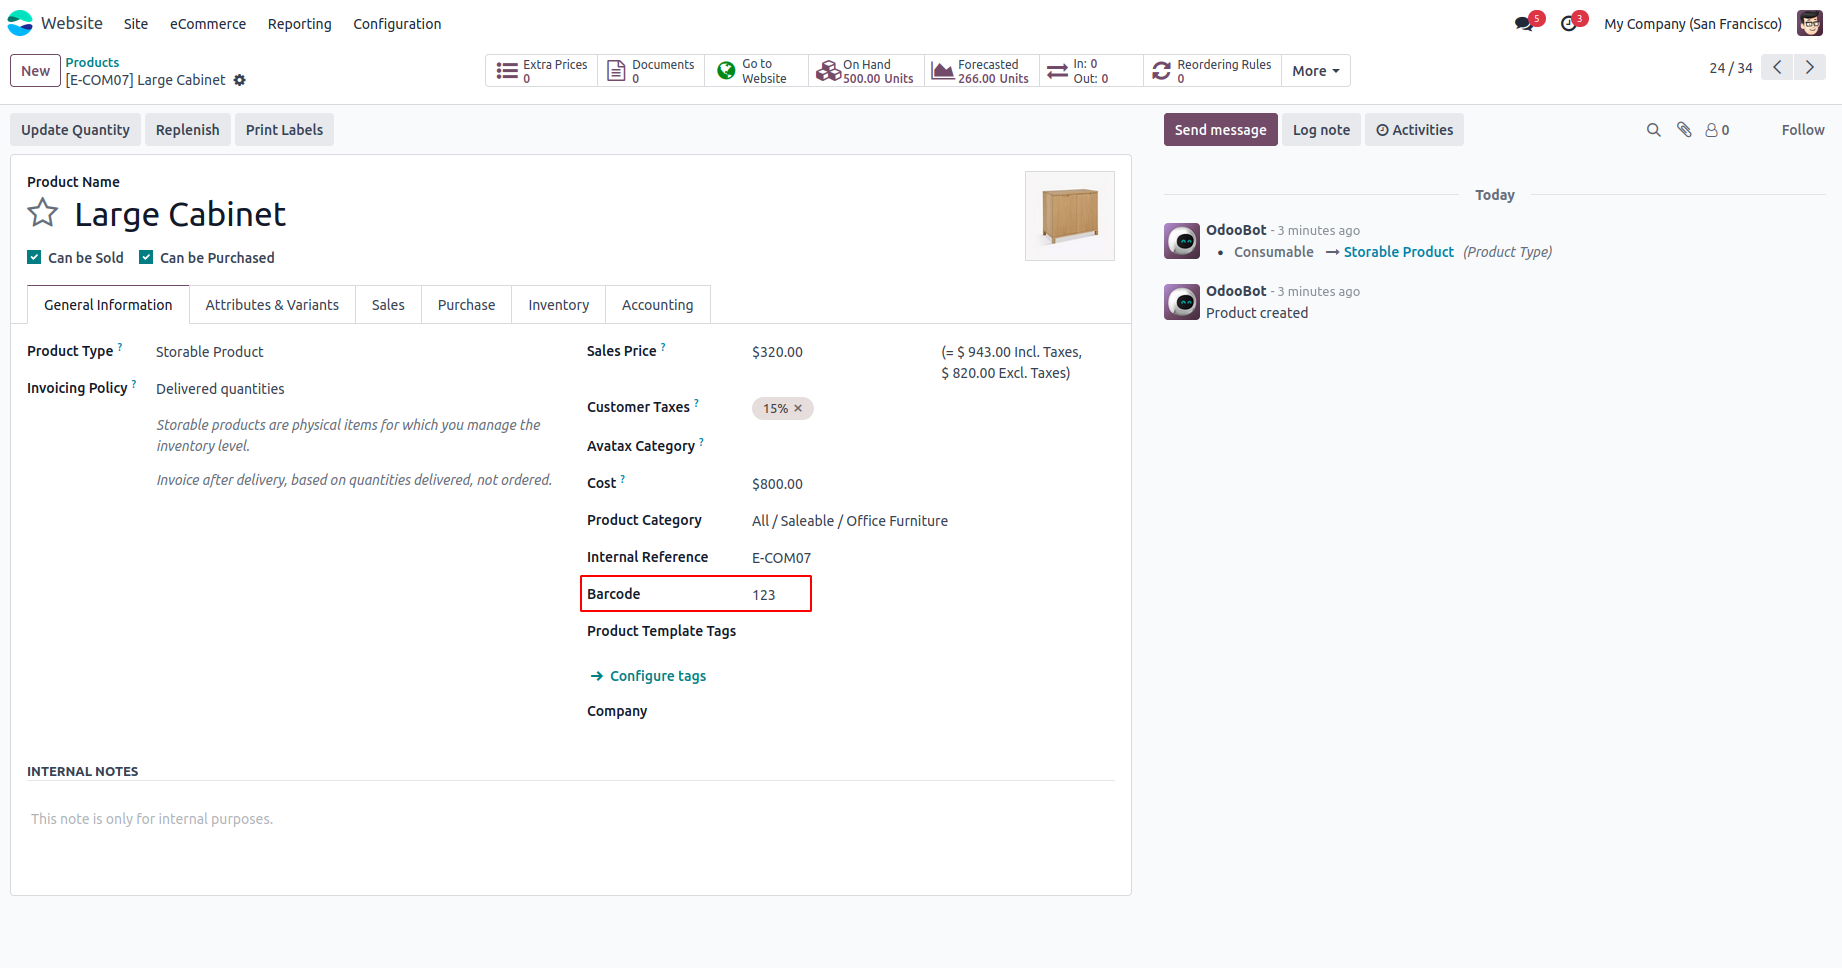 Website Site eCommerce Reporting Configuration 5 3 My Company (San Francisco)
New Products
[E-COM07] Large Cabinet
Extra Prices
0
Documents
0
Go to
Website
On Hand
500.00 Units
Forecasted
266.00 Units
In: 0
Out: 0
Reordering Rules
0
More
24 / 34
Update Quantity Replenish Print Labels
Send message Log note Activities 0 Follow
Product Name
Large Cabinet
Can be Sold Can be Purchased
General Information Attributes & Variants Sales Purchase Inventory Accounting
Product Type ? Storable Product
Invoicing Policy ? Delivered quantities
Storable products are physical items for which you manage the
inventory level.
Invoice after delivery, based on quantities delivered, not ordered.
Sales Price ? $320.00 (= $ 943.00 Incl. Taxes,
$ 820.00 Excl. Taxes)
Customer Taxes ? 15% ×
Avatax Category ?
Cost ? $800.00
Product Category All / Saleable / Office Furniture
Internal Reference E-COM07
Barcode 123
Product Template Tags
→ Configure tags
Company
INTERNAL NOTES
This note is only for internal purposes.
Today
OdooBot - 3 minutes ago
• Consumable → Storable Product (Product Type)
OdooBot - 3 minutes ago
Product created